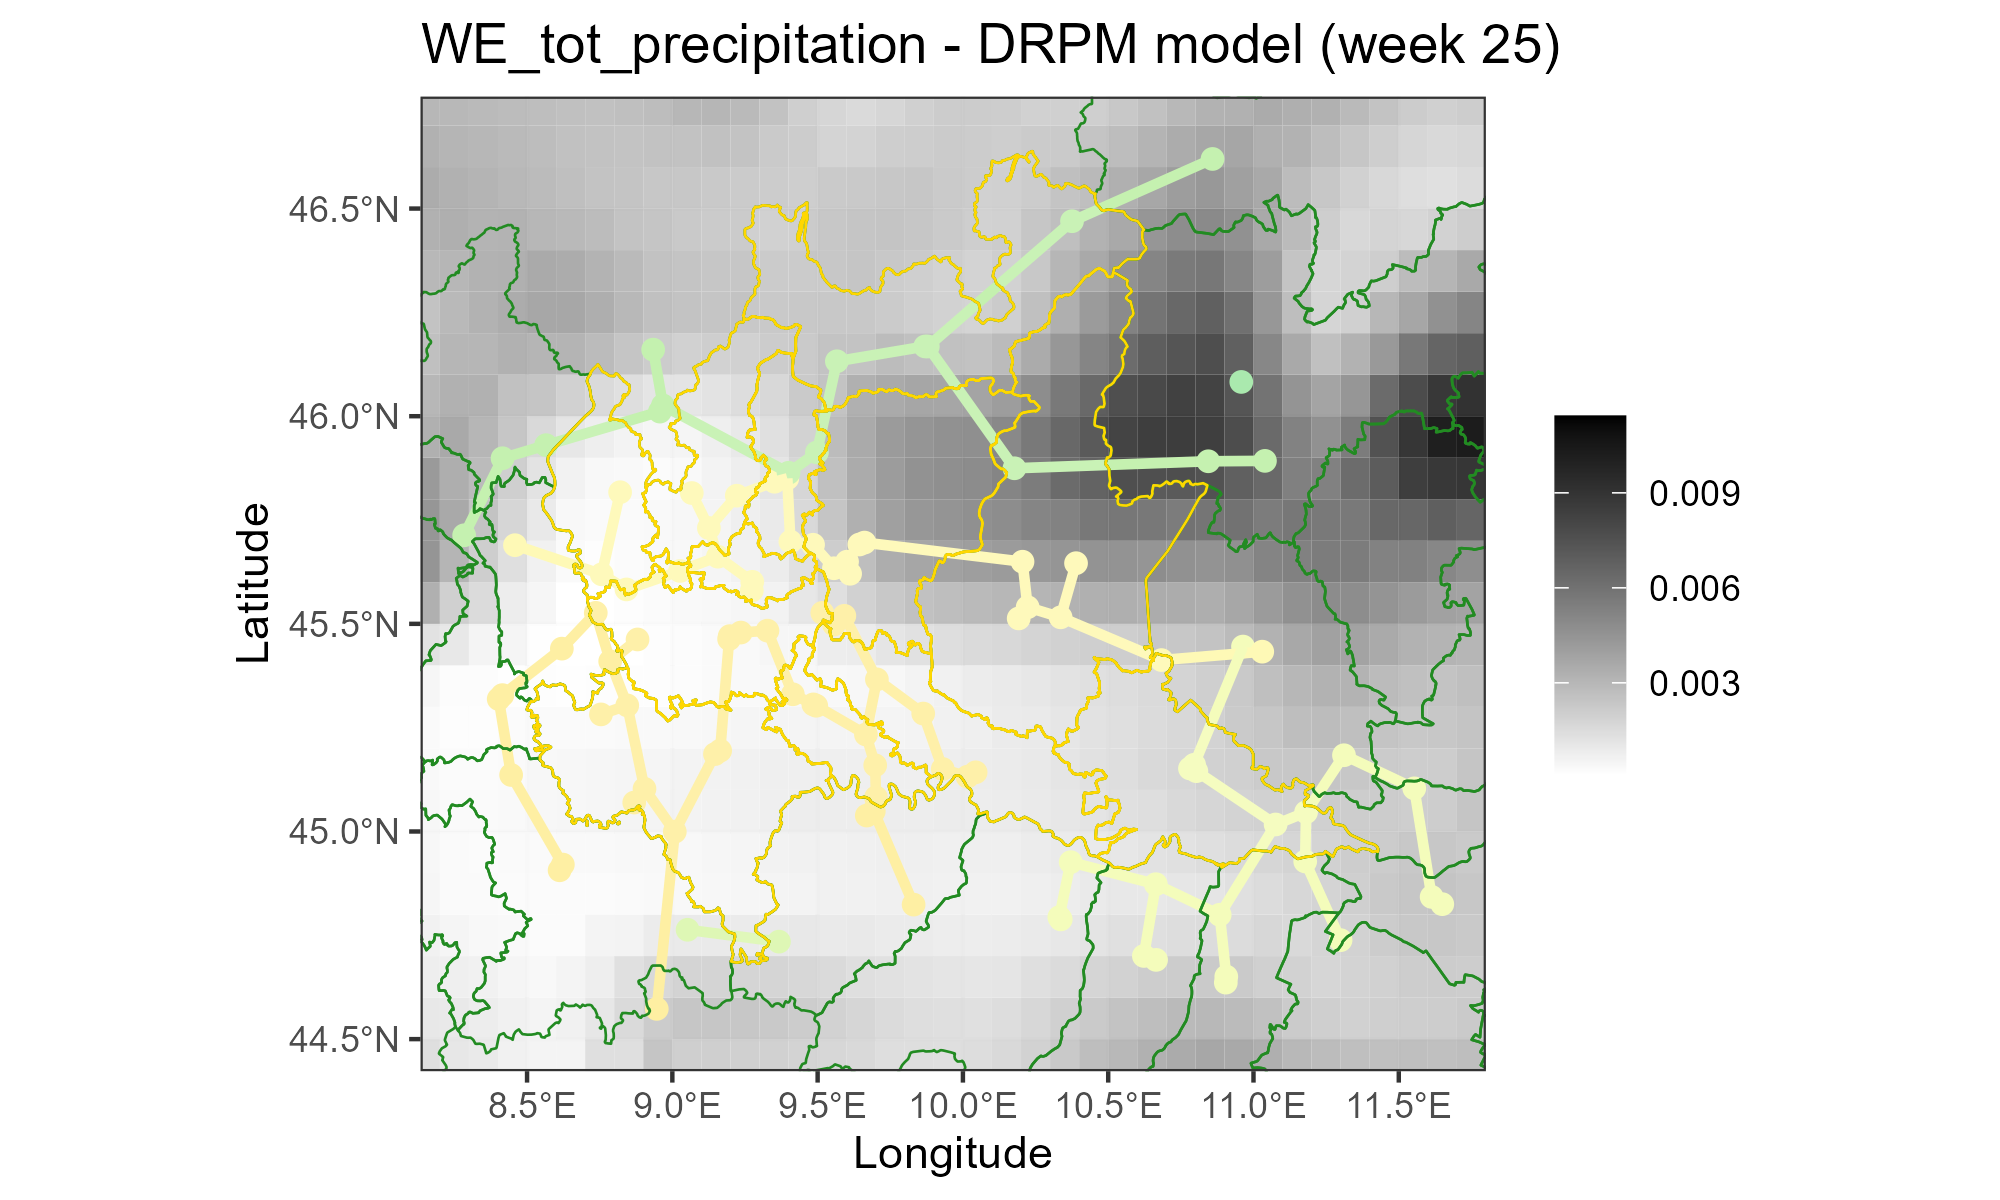 WE_tot_precipitation - DRPM model (week 25)
46.5°N
46.0°N
45.5°N
45.0°N
44.5°N
Latitude
8.5°E 9.0°E 9.5°E 10.0°E 10.5°E 11.0°E 11.5°E
Longitude
0.009
0.006
0.003